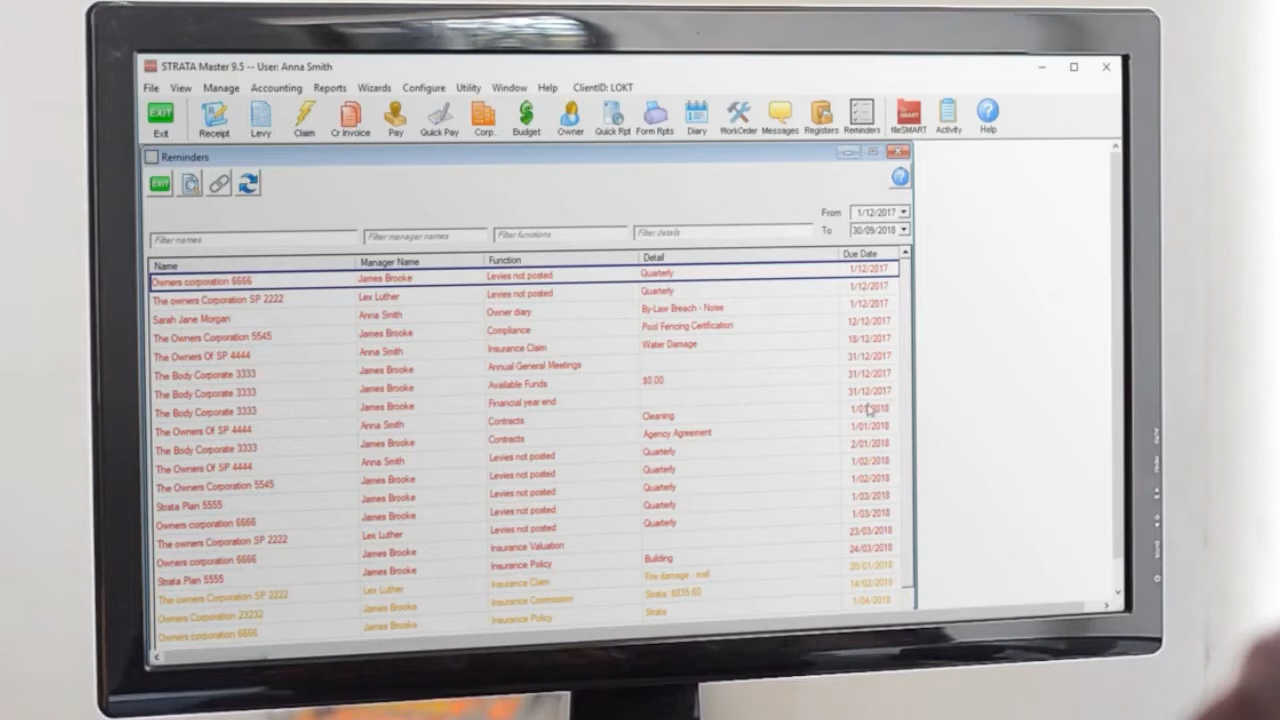 STRATA Master 9.5 -- User: Anna Smith
File View Manage Accounting Reports Wizards Configure Utility Window Help ClientID: LOKT
EXIT
Exit Receipt Levy Claim Cr Invoice Pay Quick Pay Corp. Budget Owner Quick Rpt Form Rpts Diary WorkOrder Messages Registers Reminders fileSMART Activity Help
Reminders
EXIT
From 1/12/2017
To 30/09/2018
Filter names Filter manager names Filter functions Filter details
Name Manager Name Function Detail Due Date
Owners corporation 6666 James Brooke Levies not posted Quarterly 1/12/2017
The owners Corporation SP 2222 Lex Luther Levies not posted Quarterly 1/12/2017
Sarah Jane Morgan Anna Smith Owner diary By-Law Breach - Noise 1/12/2017
The Owners Corporation 5545 James Brooke Compliance Pool Fencing Certification 12/12/2017
The Owners Of SP 4444 Anna Smith Insurance Claim Water Damage 18/12/2017
The Body Corporate 3333 James Brooke Annual General Meetings 31/12/2017
The Body Corporate 3333 James Brooke Available Funds $0.00 31/12/2017
The Body Corporate 3333 James Brooke Financial year end 31/12/2017
The Owners Of SP 4444 Anna Smith Contracts Cleaning 1/01/2018
The Body Corporate 3333 James Brooke Contracts Agency Agreement 1/01/2018
The Owners Of SP 4444 Anna Smith Levies not posted Quarterly 2/01/2018
The Owners Corporation 5545 James Brooke Levies not posted Quarterly 1/02/2018
Strata Plan 5555 James Brooke Levies not posted Quarterly 1/02/2018
Owners corporation 6666 James Brooke Levies not posted Quarterly 1/03/2018
The owners Corporation SP 2222 Lex Luther Levies not posted Quarterly 1/03/2018
Owners corporation 6666 James Brooke Insurance Valuation 23/03/2018
Strata Plan 5555 James Brooke Insurance Policy Building 24/03/2018
The owners Corporation SP 2222 Lex Luther Insurance Claim Fire damage - wall 20/01/2018
Owners Corporation 23232 James Brooke Insurance Commission Strata: $835.60 14/02/2018
Owners corporation 6666 James Brooke Insurance Policy Strata 1/04/2018